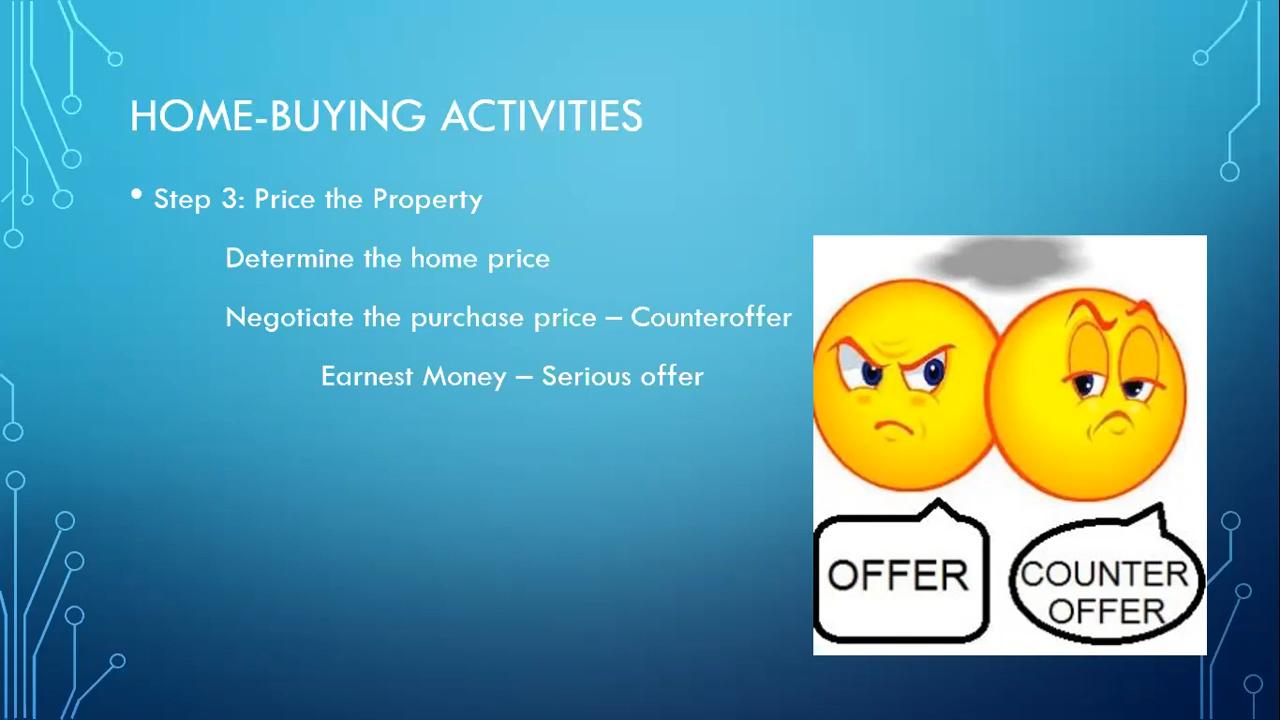 HOME-BUYING ACTIVITIES
• Step 3: Price the Property
Determine the home price
Negotiate the purchase price – Counteroffer
Earnest Money – Serious offer
OFFER
COUNTER
OFFER